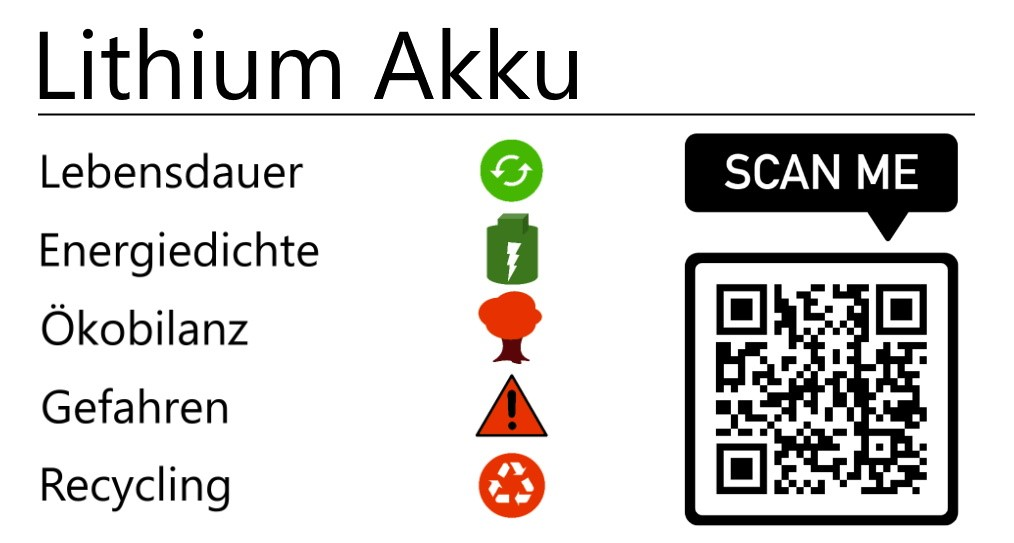 Lithium Akku
Lebensdauer
Energiedichte
Ökobilanz
Gefahren
Recycling
SCAN ME